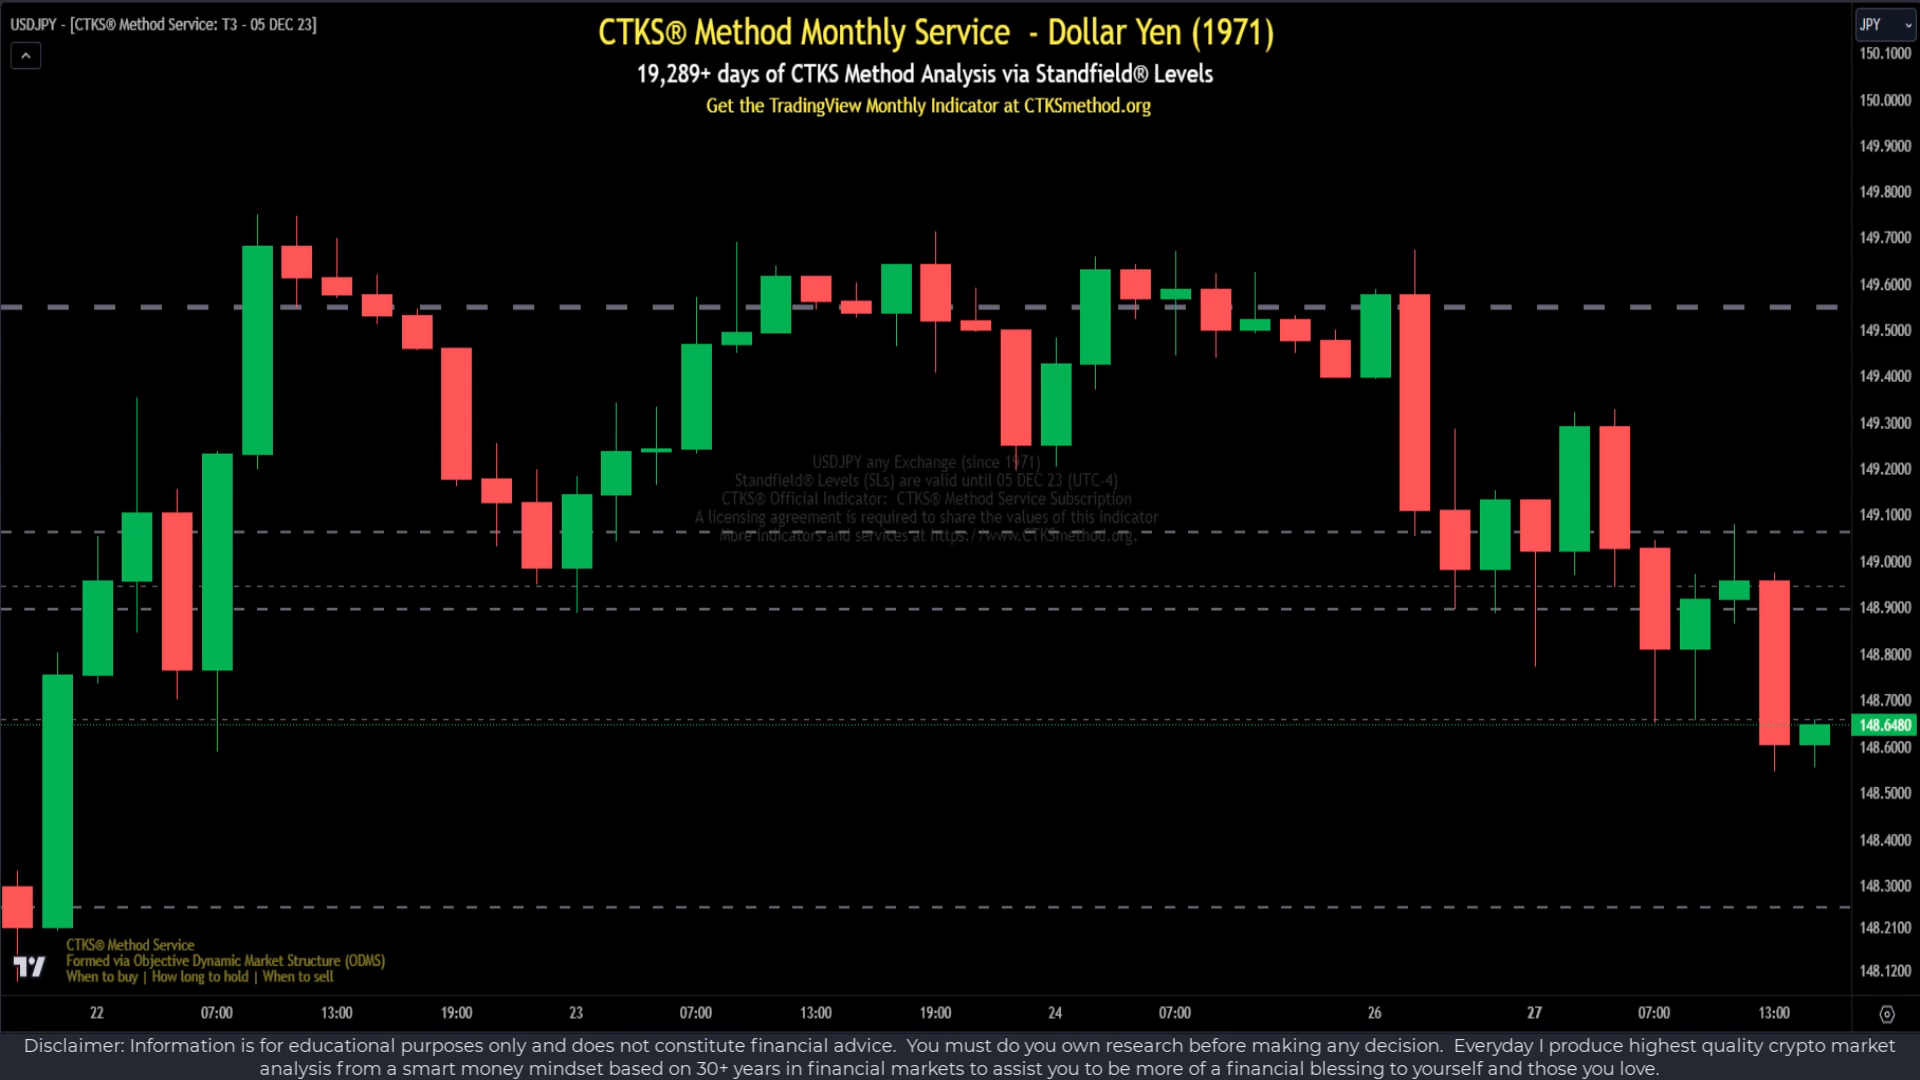 USDJPY - [CTKS® Method Service: T3 - 05 DEC 23]
CTKS® Method Monthly Service - Dollar Yen (1971)
19,289+ days of CTKS Method Analysis via Standfield® Levels
Get the TradingView Monthly Indicator at CTKSmethod.org
JPY
150.1000
150.0000
149.9000
149.8000
149.7000
149.6000
149.5000
149.4000
149.3000
149.2000
149.1000
149.0000
148.9000
148.8000
148.7000
148.6480
148.6000
148.5000
148.4000
148.3000
148.2100
148.1200
USDJPY any Exchange (since 1971)
Standfield® Levels (SLs) are valid until 05 DEC 23 (UTC-4)
CTKS® Official Indicator: CTKS® Method Service Subscription
A licensing agreement is required to share the values of this indicator
More indicators and services at https://www.CTKSmethod.org.
CTKS® Method Service
Formed via Objective Dynamic Market Structure (ODMS)
When to buy | How long to hold | When to sell
22 07:00 13:00 19:00 23 07:00 13:00 19:00 24 07:00 26 27 07:00 13:00
Disclaimer: Information is for educational purposes only and does not constitute financial advice. You must do you own research before making any decision. Everyday I produce highest quality crypto market
analysis from a smart money mindset based on 30+ years in financial markets to assist you to be more of a financial blessing to yourself and those you love.